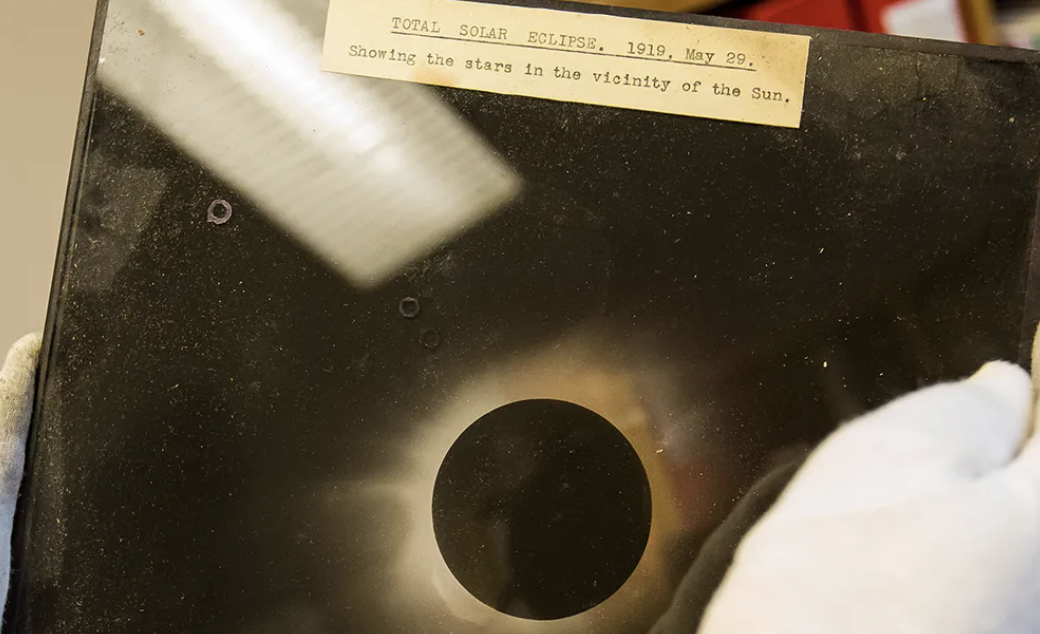 TOTAL SOLAR ECLIPSE. 1919. May 29.
Showing the stars in the vicinity of the Sun.